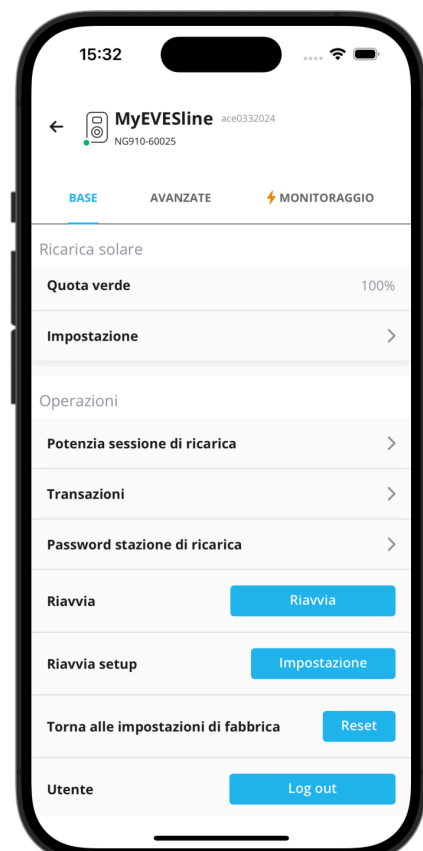 15:32
MyEVESline ace0332024
NG910-60025
BASE AVANZATE MONITORAGGIO
Ricarica solare
Quota verde 100%
Impostazione
Operazioni
Potenzia sessione di ricarica
Transazioni
Password stazione di ricarica
Riavvia Riavvia
Riavvia setup Impostazione
Torna alle impostazioni di fabbrica Reset
Utente Log out